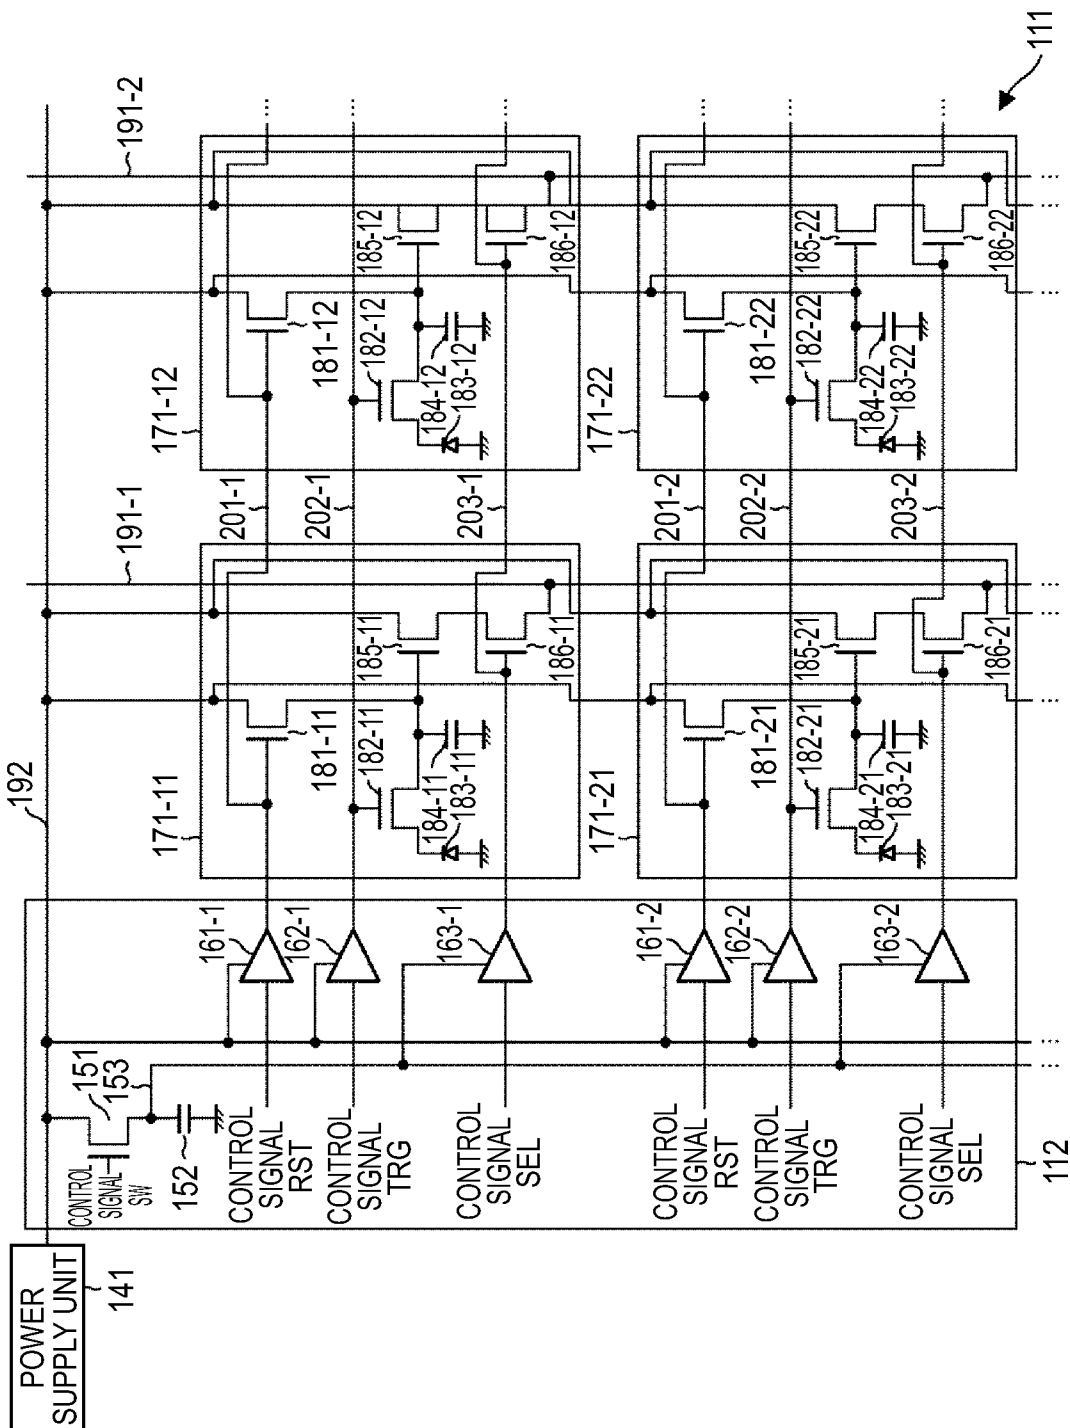 POWER
SUPPLY UNIT
141
192
CONTROL
SIGNAL
SW
151
153
152
CONTROL
SIGNAL
RST
CONTROL
SIGNAL
TRG
CONTROL
SIGNAL
SEL
CONTROL
SIGNAL
RST
CONTROL
SIGNAL
TRG
CONTROL
SIGNAL
SEL
112
161-1
162-1
163-1
161-2
162-2
163-2
171-11
181-11
182-11
184-11
183-11
185-11
186-11
171-21
181-21
182-21
184-21
183-21
185-21
186-21
191-1
201-1
202-1
203-1
201-2
202-2
203-2
171-12
181-12
182-12
184-12
183-12
185-12
186-12
171-22
181-22
182-22
184-22
183-22
185-22
186-22
191-2
111